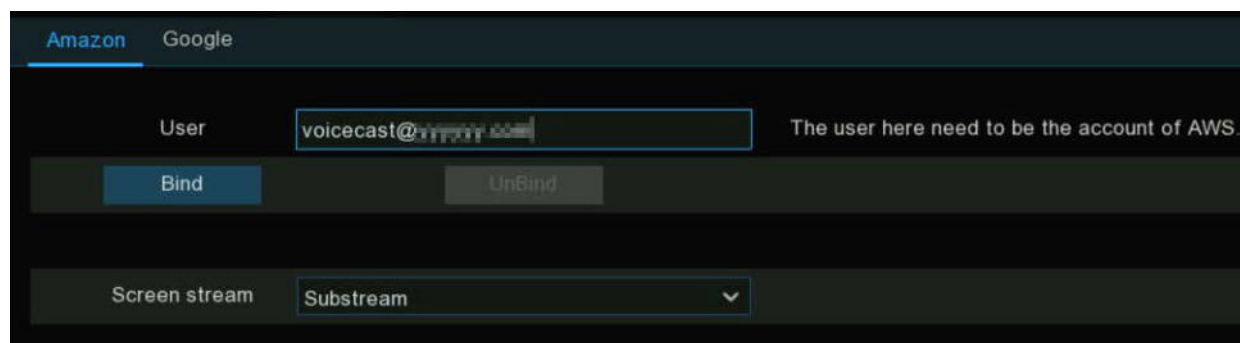 Amazon Google
User voicecast@ The user here need to be the account of AWS.
Bind UnBind
Screen stream Substream